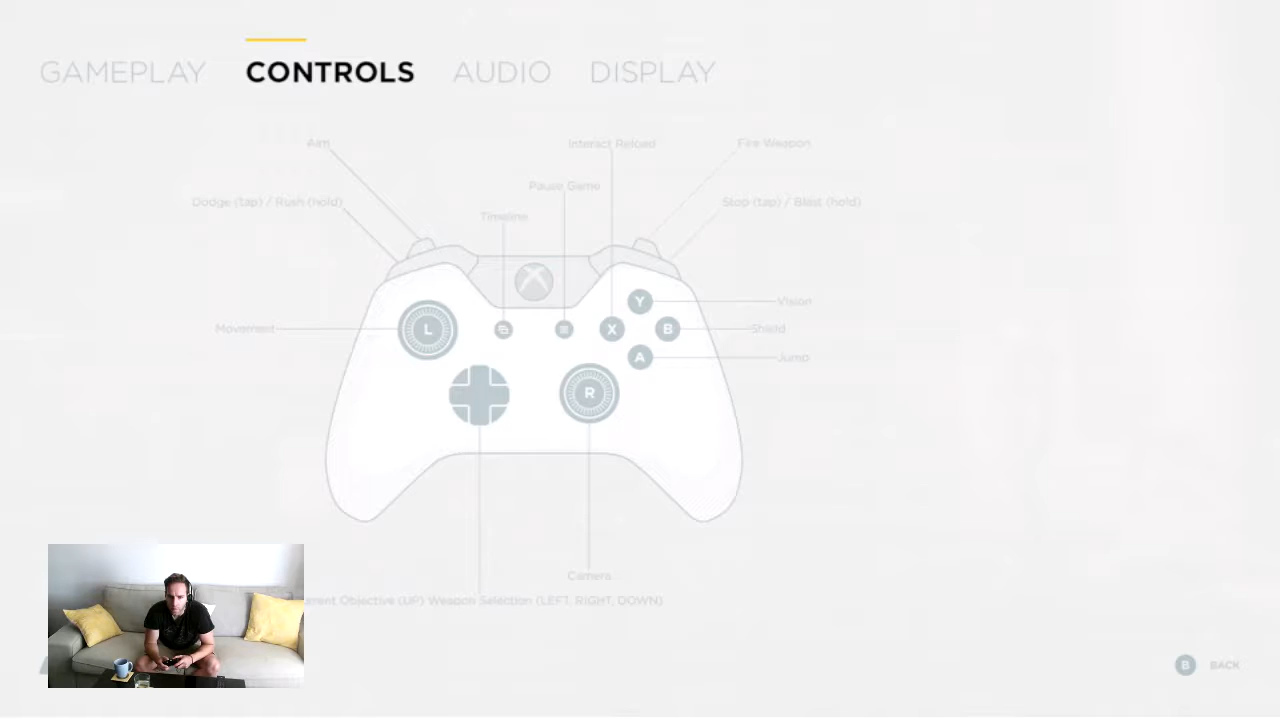 GAMEPLAY CONTROLS AUDIO DISPLAY
Aim
Interact Reload
Fire Weapon
Pause Game
Dodge (tap) / Rush (hold)
Stop (tap) / Blast (hold)
Timeline
Y
Vision
Movement
L
X
B
Shield
A
Jump
R
Camera
Objective (UP) Weapon Selection (LEFT, RIGHT, DOWN)
B BACK